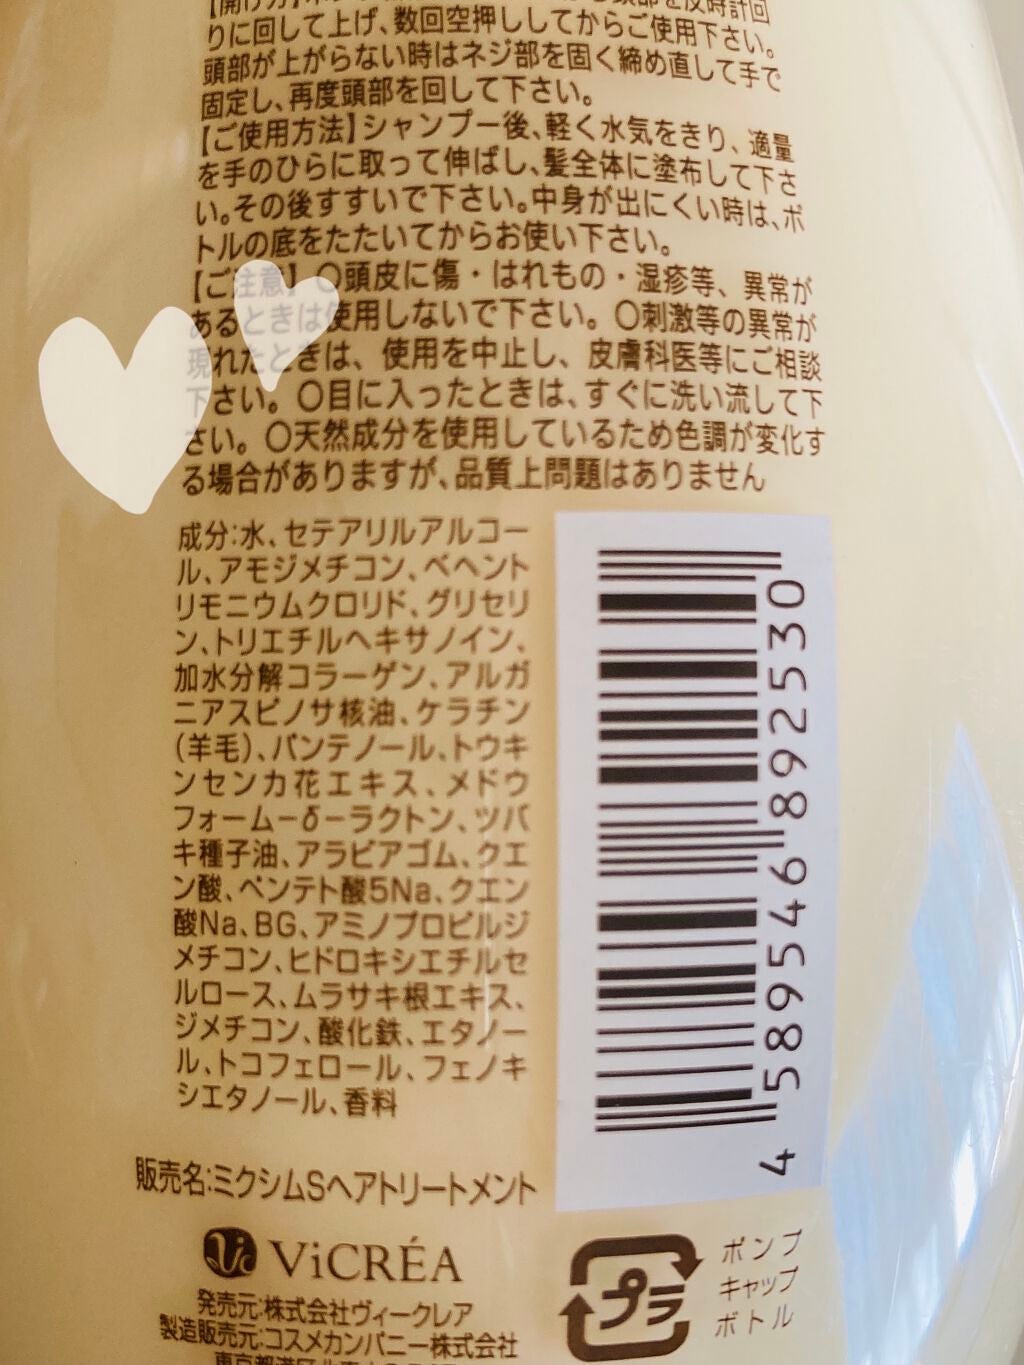 りに回して上げ、数回空押ししてからご使用下さい。
頭部が上がらない時はネジ部を固く締め直して手で
固定し、再度頭部を回して下さい。
【ご使用方法】シャンプー後、軽く水気をきり、適量
を手のひらに取って伸ばし、髪全体に塗布して下さ
い。その後すすいで下さい。中身が出にくい時は、ボ
トルの底をたたいてからお使い下さい。
【ご注意】〇頭皮に傷・はれもの・湿疹等、異常が
あるときは使用しないで下さい。〇刺激等の異常が
現れたときは、使用を中止し、皮膚科医等にご相談
下さい。〇目に入ったときは、すぐに洗い流して下
さい。〇天然成分を使用しているため色調が変化す
る場合がありますが、品質上問題はありません
成分:水、セテアリルアルコー
ル、アモジメチコン、ベヘント
リモニウムクロリド、グリセリ
ン、トリエチルヘキサノイン、
加水分解コラーゲン、アルガ
ニアスピノサ核油、ケラチン
(羊毛)、パンテノール、トウキ
ンセンカ花エキス、メドウ
フォーム-δ-ラクトン、ツバ
キ種子油、アラビアゴム、クエ
ン酸、ペンテト酸5Na、クエン
酸Na、BG、アミノプロピルジ
メチコン、ヒドロキシエチルセ
ルロース、ムラサキ根エキス、
ジメチコン、酸化鉄、エタノー
ル、トコフェロール、フェノキ
シエタノール、香料
4 589546 892530
販売名:ミクシムSヘアトリートメント
ViCRÉA
発売元:株式会社ヴィークレア
製造販売元:コスメカンパニー株式会社
プラ
ポンプ
キャップ
ボトル